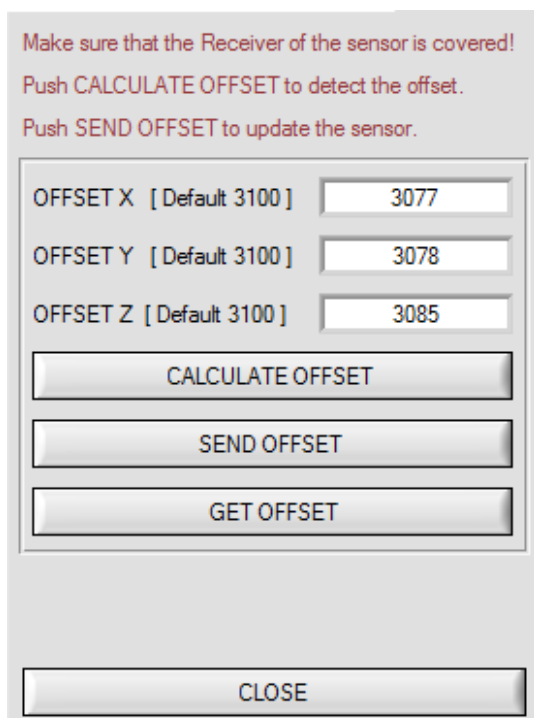 Make sure that the Receiver of the sensor is covered!
Push CALCULATE OFFSET to detect the offset.
Push SEND OFFSET to update the sensor.
OFFSET X [ Default 3100 ] 3077
OFFSET Y [ Default 3100 ] 3078
OFFSET Z [ Default 3100 ] 3085
CALCULATE OFFSET
SEND OFFSET
GET OFFSET
CLOSE